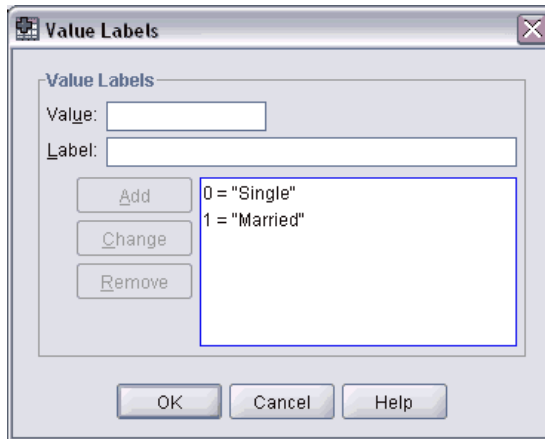 Value Labels
Value Labels
Value:
Label:
Add
Change
Remove
0 = "Single"
1 = "Married"
OK
Cancel
Help